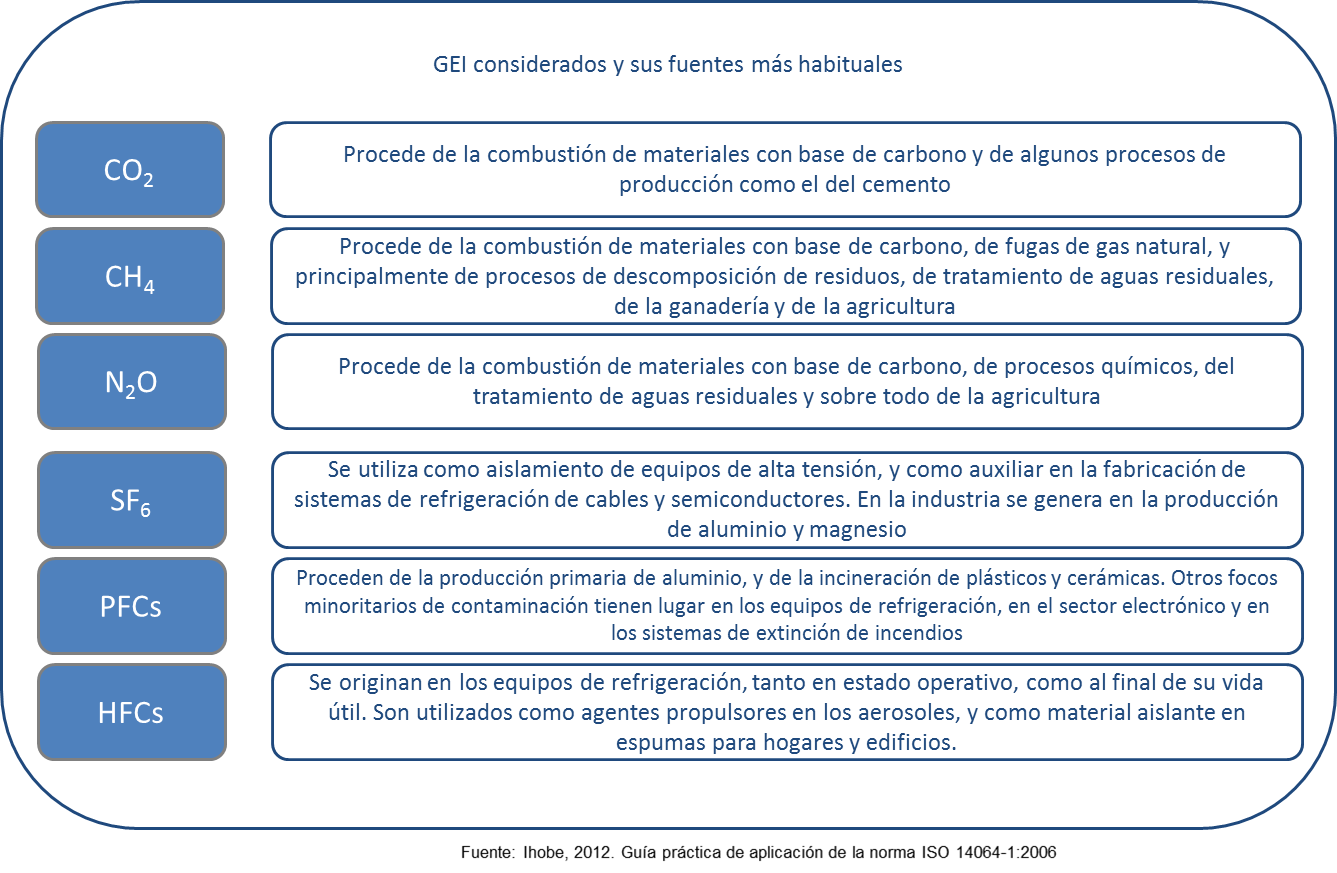 GEI considerados y sus fuentes más habituales
CO₂
Procede de la combustión de materiales con base de carbono y de algunos procesos de
producción como el del cemento
CH₄
Procede de la combustión de materiales con base de carbono, de fugas de gas natural, y
principalmente de procesos de descomposición de residuos, de tratamiento de aguas residuales,
de la ganadería y de la agricultura
N₂O
Procede de la combustión de materiales con base de carbono, de procesos químicos, del
tratamiento de aguas residuales y sobre todo de la agricultura
SF₆
Se utiliza como aislamiento de equipos de alta tensión, y como auxiliar en la fabricación de
sistemas de refrigeración de cables y semiconductores. En la industria se genera en la producción
de aluminio y magnesio
PFCs
Proceden de la producción primaria de aluminio, y de la incineración de plásticos y cerámicas. Otros focos
minoritarios de contaminación tienen lugar en los equipos de refrigeración, en el sector electrónico y en
los sistemas de extinción de incendios
HFCs
Se originan en los equipos de refrigeración, tanto en estado operativo, como al final de su vida
útil. Son utilizados como agentes propulsores en los aerosoles, y como material aislante en
espumas para hogares y edificios.
Fuente: Ihobe, 2012. Guía práctica de aplicación de la norma ISO 14064-1:2006